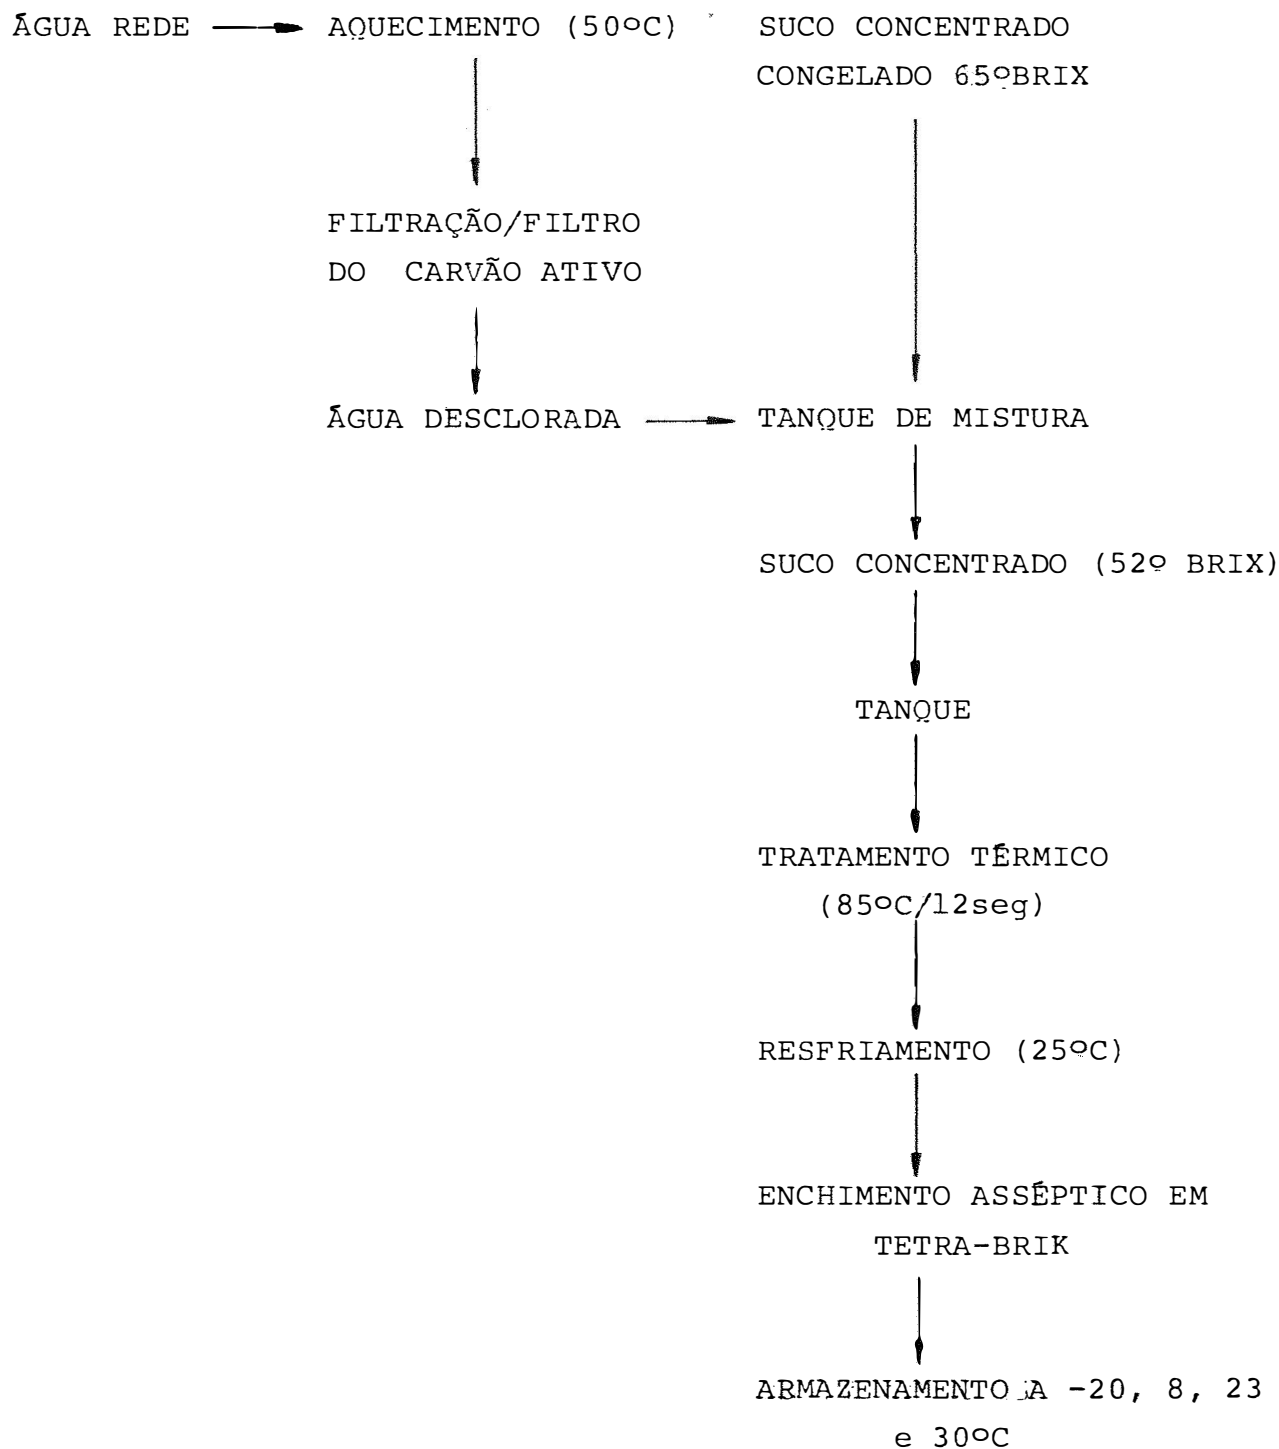 ÁGUA REDE AQUECIMENTO (50ºC) SUCO CONCENTRADO
CONGELADO 65ºBRIX
FILTRAÇÃO/FILTRO
DO CARVÃO ATIVO
ÁGUA DESCLORADA TANQUE DE MISTURA
SUCO CONCENTRADO (52º BRIX)
TANQUE
TRATAMENTO TÉRMICO
(85ºC/12seg)
RESFRIAMENTO (25ºC)
ENCHIMENTO ASSÉPTICO EM
TETRA-BRIK
ARMAZENAMENTO A -20, 8, 23
e 30ºC